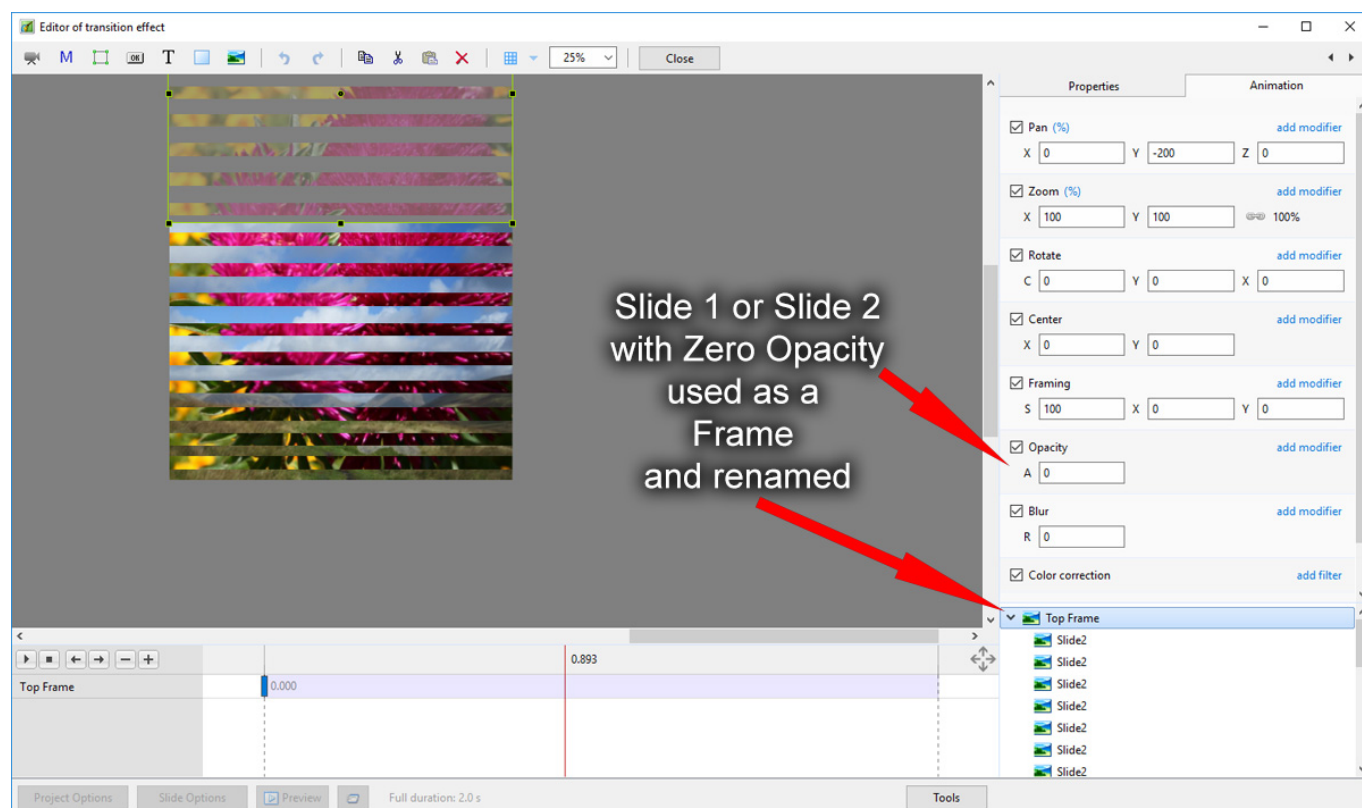 Editor of transition effect
M OK T 25% Close
Properties Animation
Pan (%) add modifier
X 0 Y -200 Z 0
Zoom (%) add modifier
X 100 Y 100 100%
Rotate add modifier
C 0 Y 0 X 0
Center add modifier
X 0 Y 0
Framing add modifier
S 100 X 0 Y 0
Opacity add modifier
A 0
Blur add modifier
R 0
Color correction add filter
Slide 1 or Slide 2
with Zero Opacity
used as a
Frame
and renamed
Top Frame
Slide2
Slide2
Slide2
Slide2
Slide2
Slide2
Slide2
0.893
Top Frame 0.000
Project Options Slide Options Preview Full duration: 2.0 s Tools